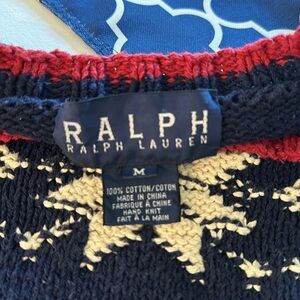 RALPH
RALPH LAUREN
M
100% COTTON/COTON
MADE IN CHINA
FABRIQUÉ À CHINE
HAND KNIT
FAIT À LA MAIN